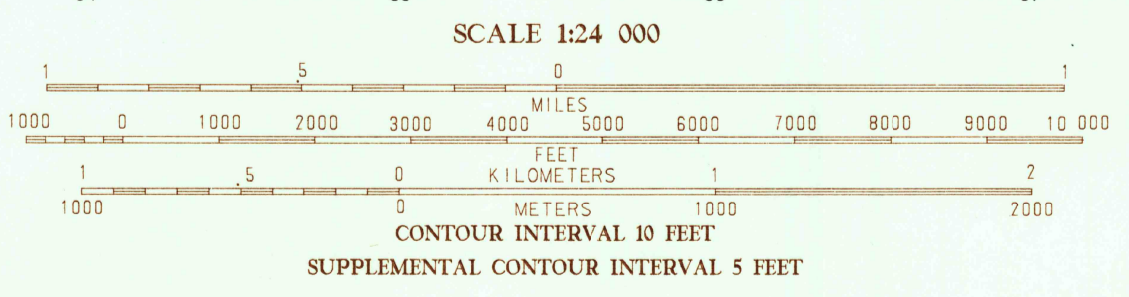 SCALE 1:24 000
1 .5 0 1
MILES
1000 0 1000 2000 3000 4000 5000 6000 7000 8000 9000 10 000
FEET
1 .5 0 KILOMETERS 1 2
1000 0 METERS 1000 2000
CONTOUR INTERVAL 10 FEET
SUPPLEMENTAL CONTOUR INTERVAL 5 FEET